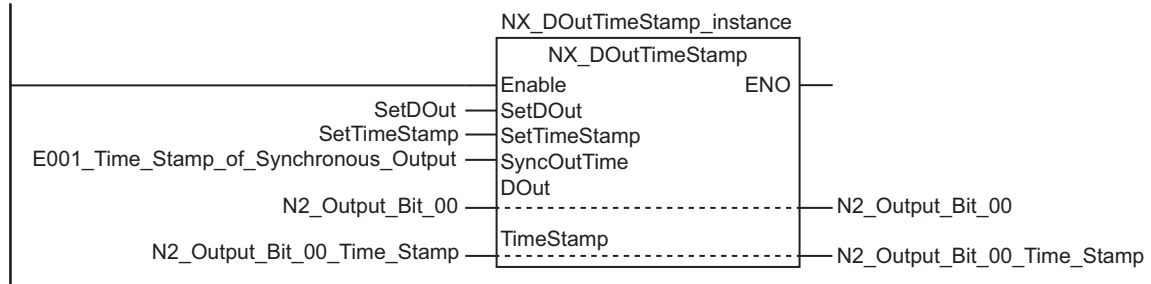 NX_DOutTimeStamp_instance
NX_DOutTimeStamp
Enable ENO
SetDOut SetDOut
SetTimeStamp SetTimeStamp
E001_Time_Stamp_of_Synchronous_Output SyncOutTime
DOut
N2_Output_Bit_00 N2_Output_Bit_00
TimeStamp
N2_Output_Bit_00_Time_Stamp N2_Output_Bit_00_Time_Stamp